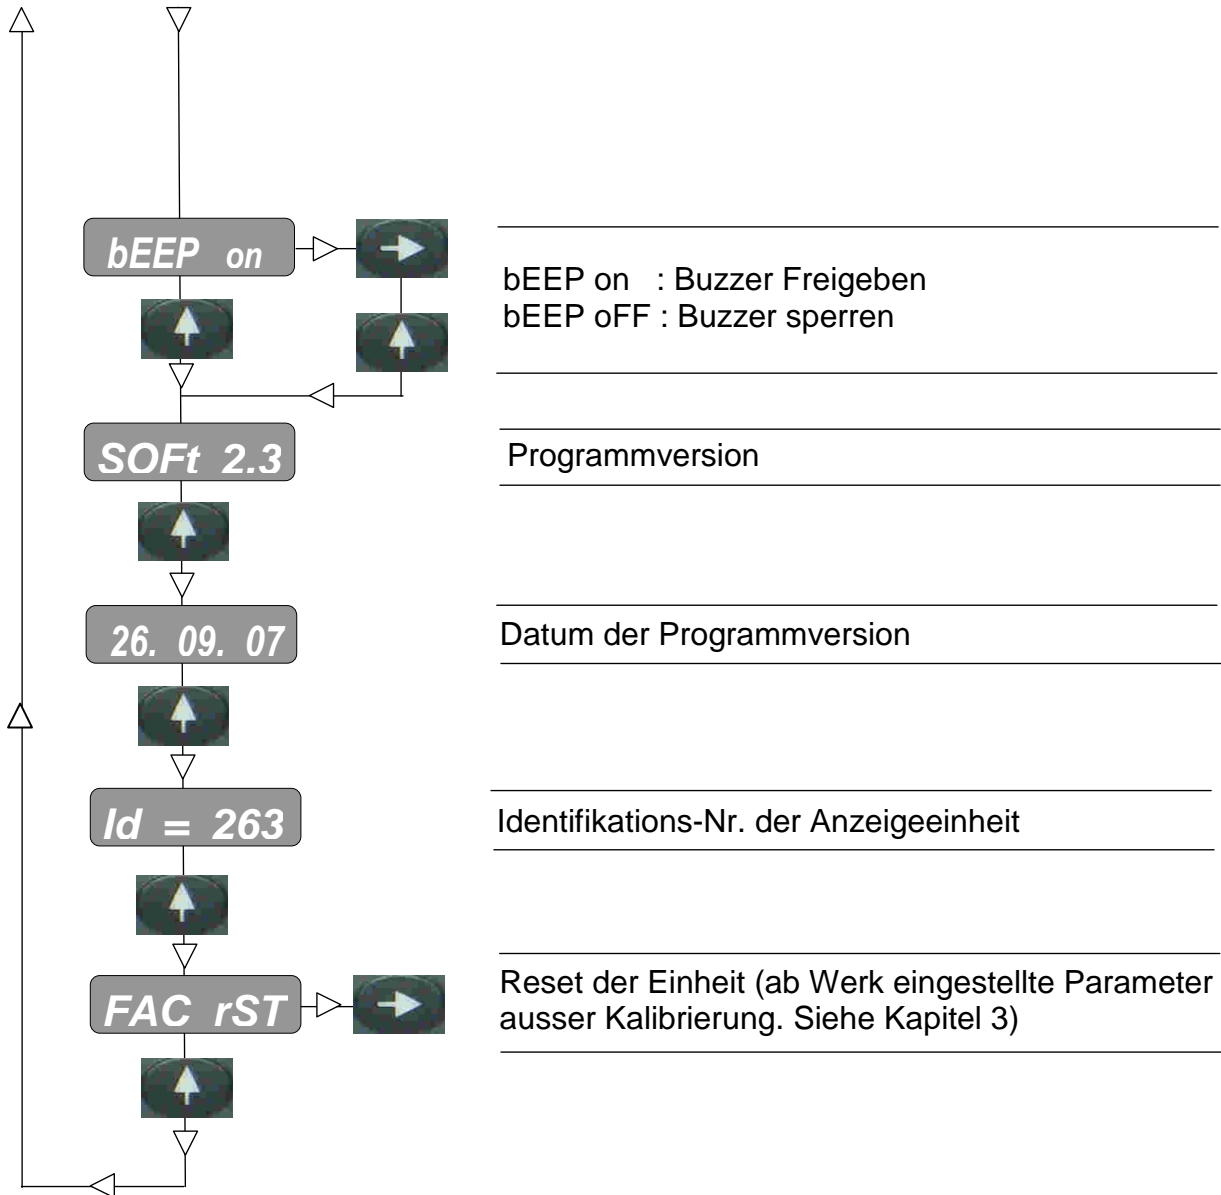 bEEP on
bEEP on : Buzzer Freigeben
bEEP oFF : Buzzer sperren
SOFt 2.3
Programmversion
26. 09. 07
Datum der Programmversion
Id = 263
Identifikations-Nr. der Anzeigeeinheit
FAC rST
Reset der Einheit (ab Werk eingestellte Parameter
ausser Kalibrierung. Siehe Kapitel 3)